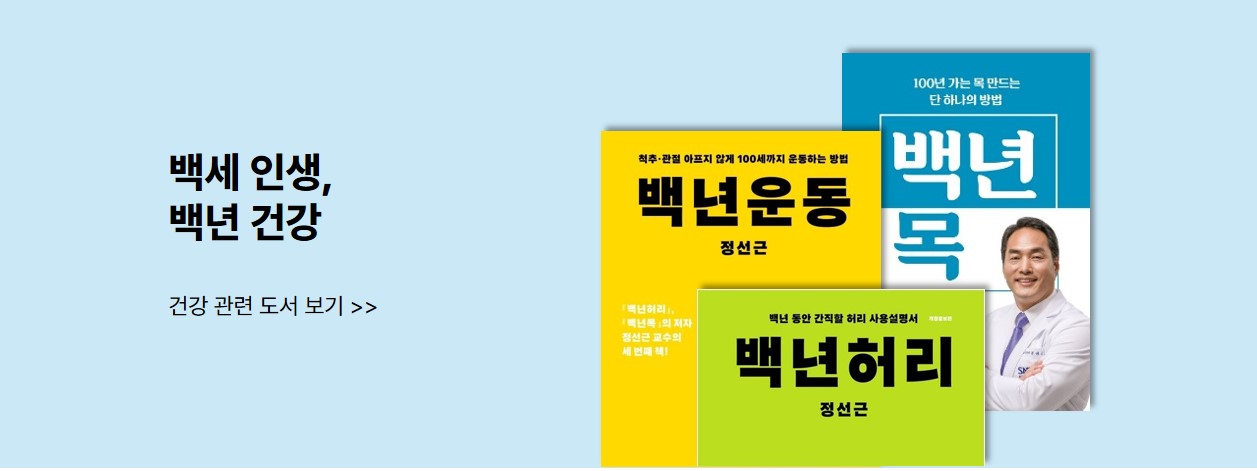 백세 인생,
백년 건강
건강 관련 도서 보기 >>
척추·관절 아프지 않게 100세까지 운동하는 방법
백년운동
정선근
『백년허리』,
『백년목』의 저자
정선근 교수의
세 번째 책!
100년 가는 목 만드는
단 하나의 방법
백년
목
백년 동안 간직할 허리 사용설명서
백년허리
정선근